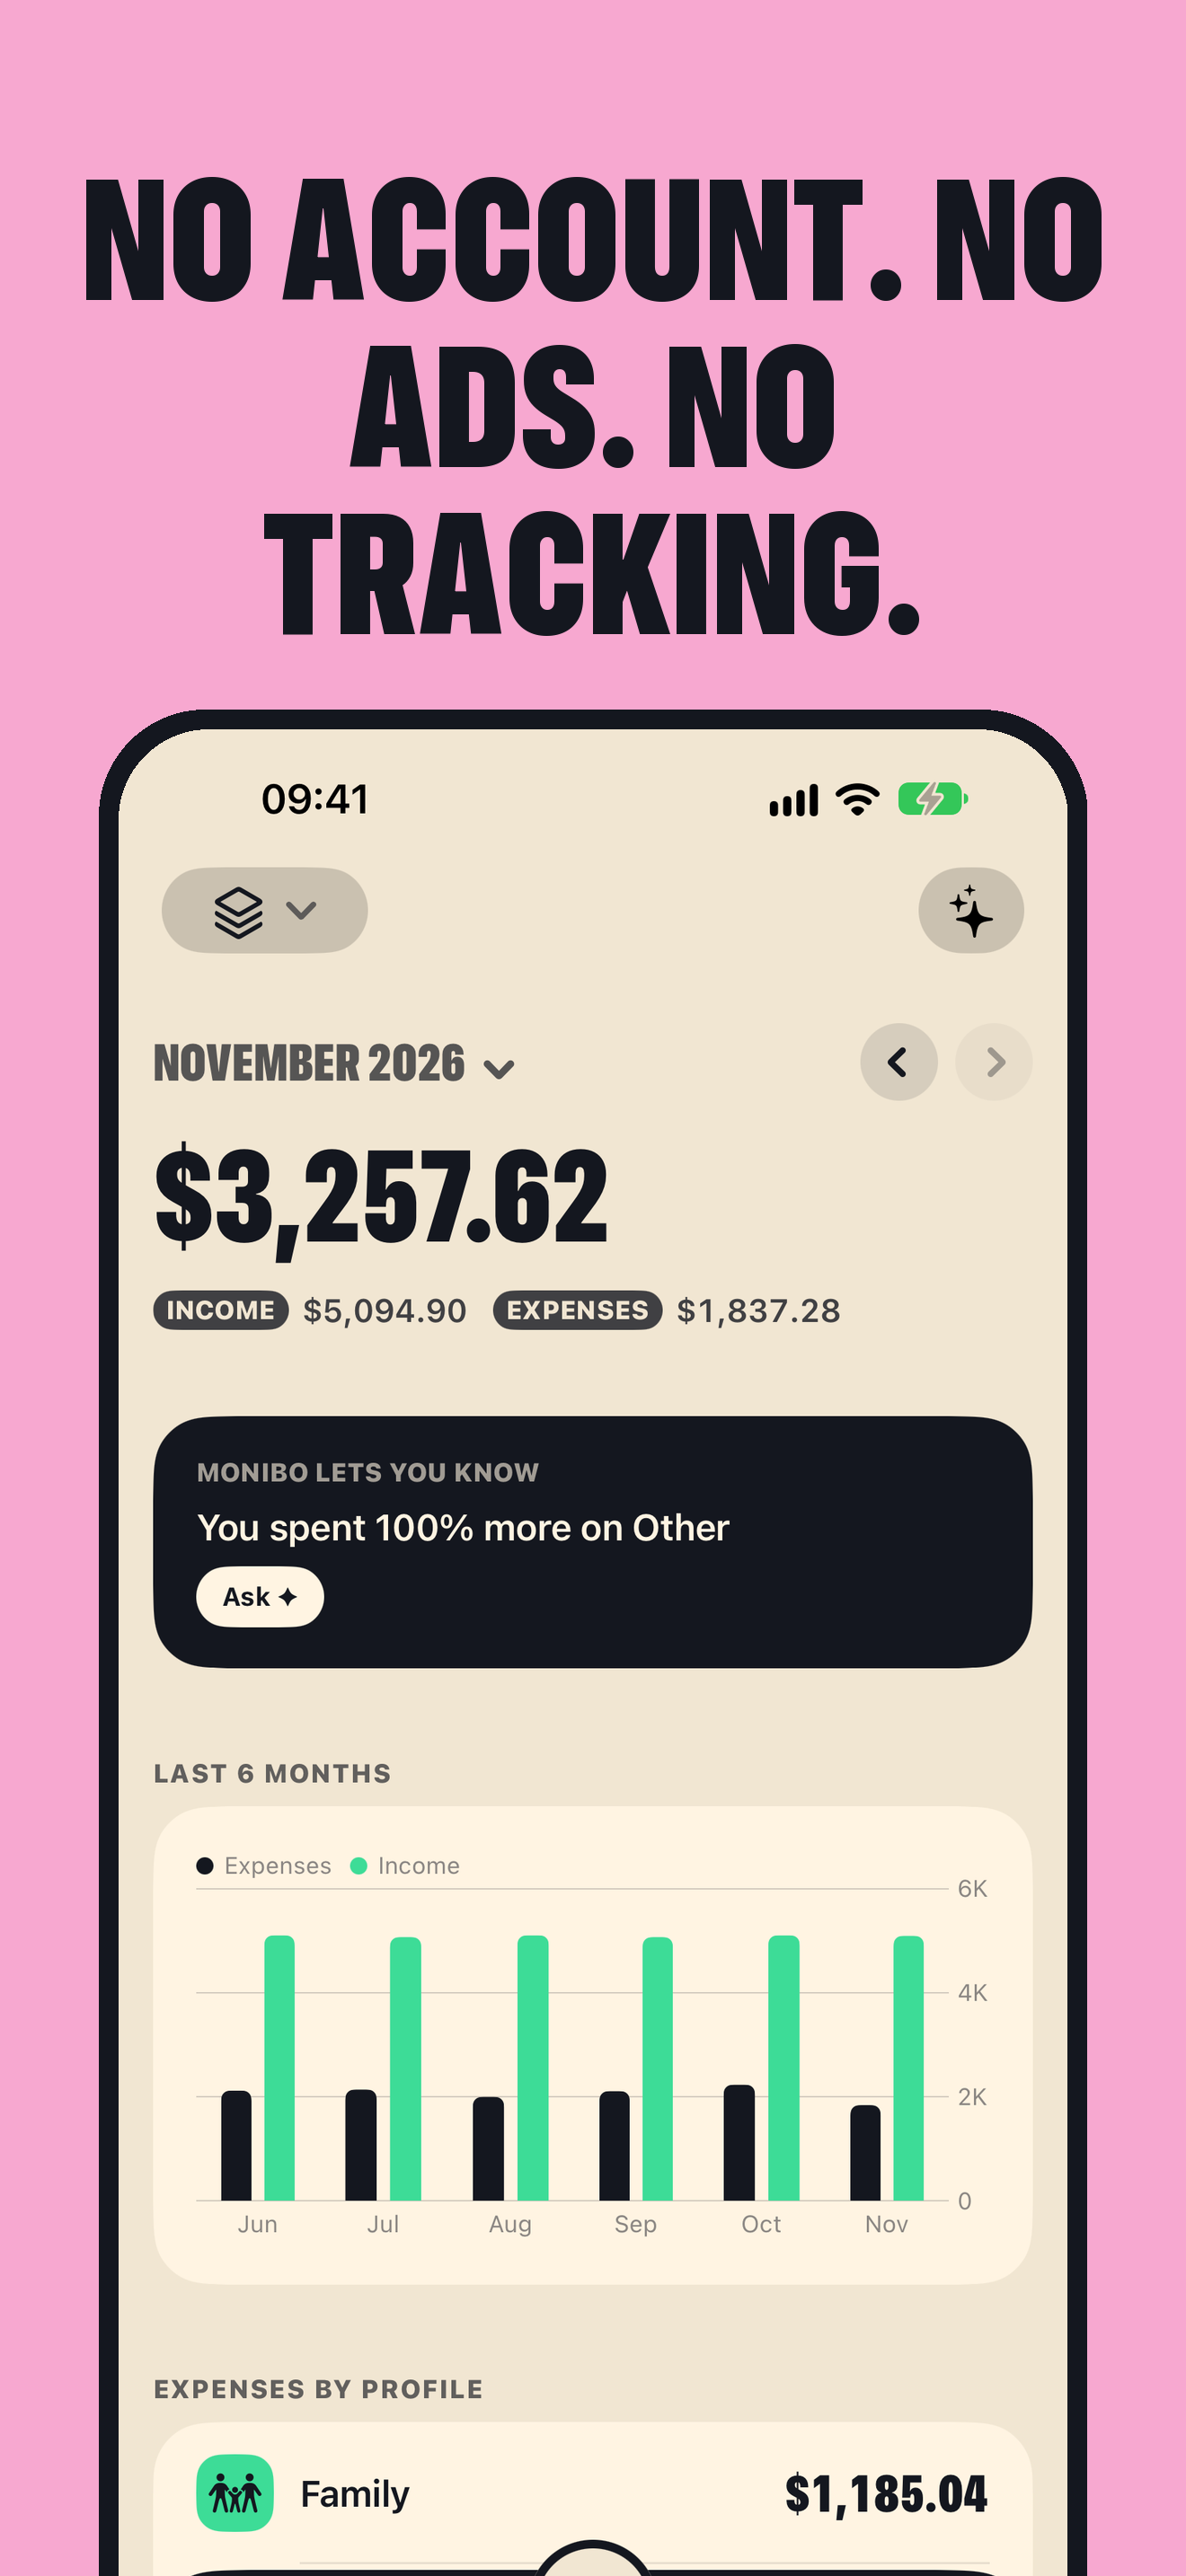 NO ACCOUNT. NO
ADS. NO
TRACKING.
09:41
NOVEMBER 2026
$3,257.62
INCOME $5,094.90 EXPENSES $1,837.28
MONIBO LETS YOU KNOW
You spent 100% more on Other
Ask
LAST 6 MONTHS
Expenses Income
6K
4K
2K
0
Jun Jul Aug Sep Oct Nov
EXPENSES BY PROFILE
Family $1,185.04